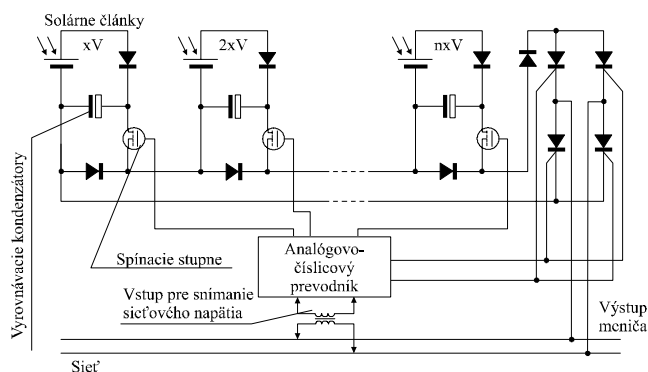 Solárne články
xV
2xV
nxV
Vyrovnávacie kondenzátory
Spínacie stupne
Analógovo-
číslicový
prevodník
Vstup pre snímanie
sieťového napätia
Výstup
meniča
Sieť